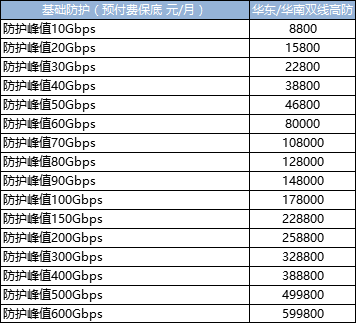 基础防护（预付费保底 元/月） 华东/华南双线高防
防护峰值10Gbps 8800
防护峰值20Gbps 15800
防护峰值30Gbps 22800
防护峰值40Gbps 38800
防护峰值50Gbps 46800
防护峰值60Gbps 80000
防护峰值70Gbps 108000
防护峰值80Gbps 128000
防护峰值90Gbps 148000
防护峰值100Gbps 178000
防护峰值150Gbps 228800
防护峰值200Gbps 258800
防护峰值300Gbps 328800
防护峰值400Gbps 388800
防护峰值500Gbps 499800
防护峰值600Gbps 599800